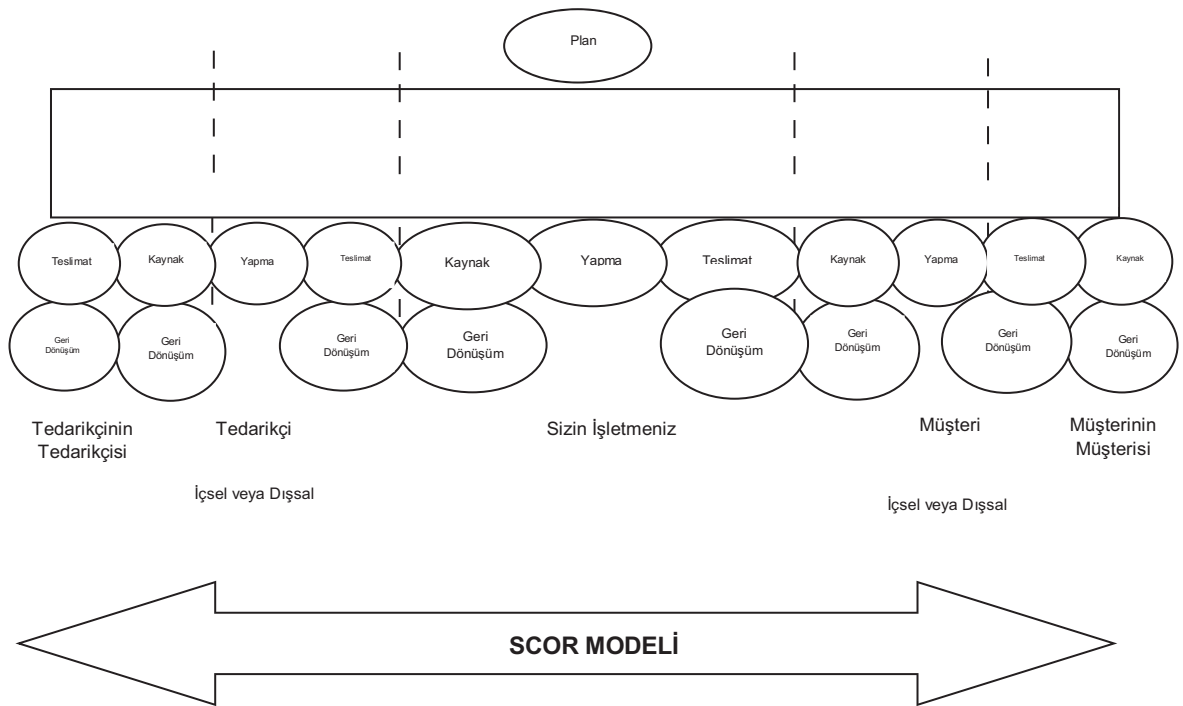 Plan
Teslimat
Kaynak
Yapma
Teslimat
Kaynak
Yapma
Teslimat
Kaynak
Yapma
Teslimat
Kaynak
Geri
Dönüşüm
Geri
Dönüşüm
Geri
Dönüşüm
Geri
Dönüşüm
Geri
Dönüşüm
Geri
Dönüşüm
Geri
Dönüşüm
Geri
Dönüşüm
Tedarikçinin
Tedarikçisi
Tedarikçi
Sizin İşletmeniz
Müşteri
Müşterinin
Müşterisi
İçsel veya Dışsal
İçsel veya Dışsal
SCOR MODELİ